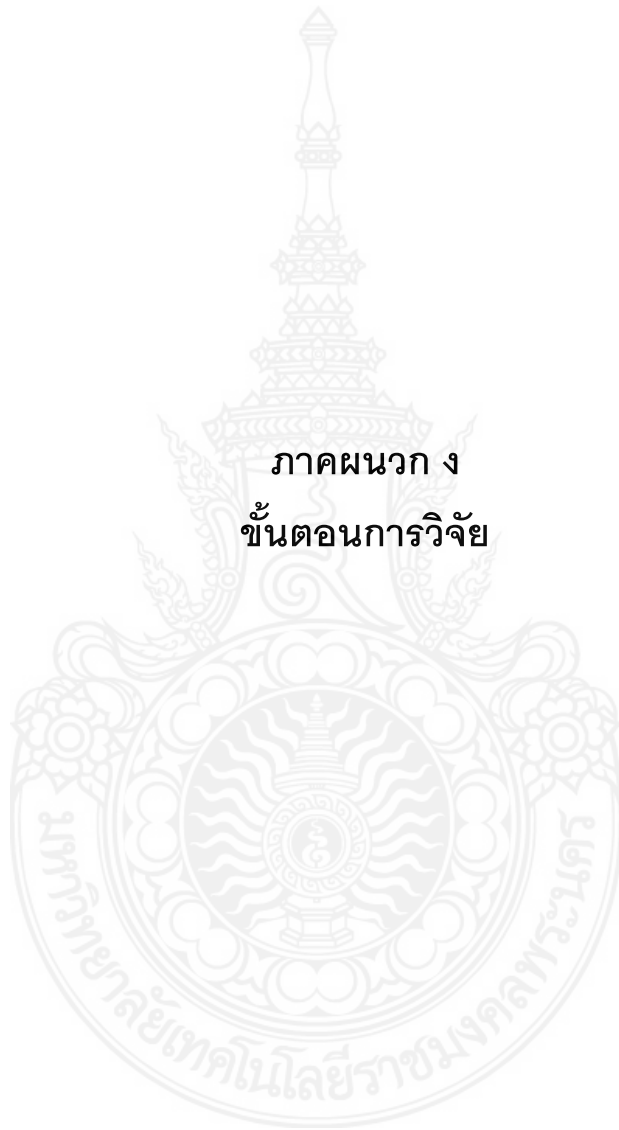 ภาคผนวก ง
ขั้นตอนการวิจัย
มหาวิทยาลัยเทคโนโลยีราชมงคลพระนคร